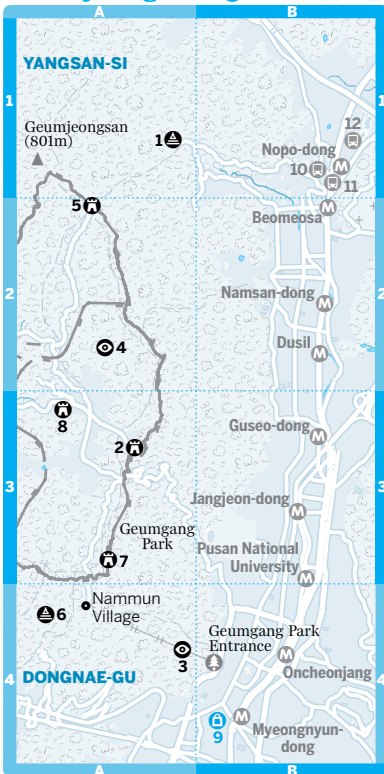 A
B
YANGSAN-SI
1
1
Geumjeongsan
(801m)
1
12
Nopo-dong
10
11
5
Beomeosa
2
2
Namsan-dong
4
Dusil
8
Guseo-dong
2
3
3
Jangjeon-dong
Geumgang
Park
Pusan National
University
7
Nammun
Village
6
Geumgang Park
Entrance
3
Oncheonjang
4
4
DONGNAE-GU
9
Myeongnyun-
dong
A
B
M
M
M
M
M
M
M
M
M